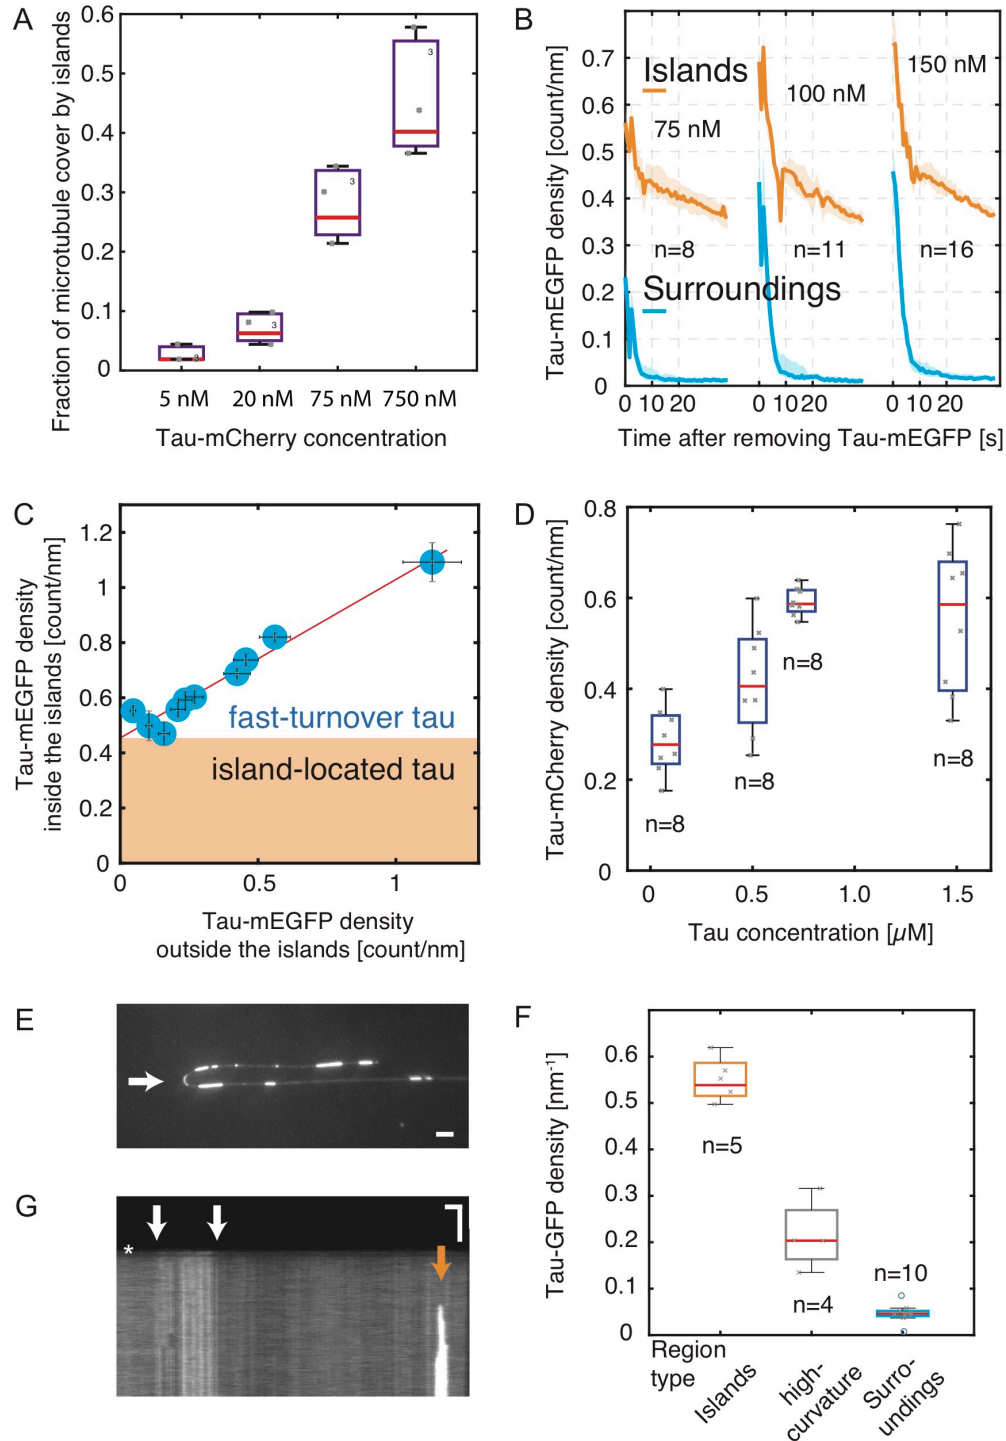 A
Fraction of microtubule cover by islands
0.6
0.5
0.4
0.3
0.2
0.1
0
3
3
3
3
5 nM 20 nM 75 nM 750 nM
Tau-mCherry concentration
B
Tau-mEGFP density [count/nm]
0.7
0.6
0.5
0.4
0.3
0.2
0.1
0
Islands
75 nM
100 nM
150 nM
n=8
n=11
n=16
Surroundings
0 10 20 0 10 20 0 10 20
Time after removing Tau-mEGFP [s]
C
Tau-mEGFP density
inside the islands [count/nm]
1.2
1
0.8
0.6
0.4
0.2
0
fast-turnover tau
island-located tau
0 0.5 1
Tau-mEGFP density
outside the islands [count/nm]
D
Tau-mCherry density [count/nm]
0.8
0.6
0.4
0.2
0
n=8
n=8
n=8
n=8
0 0.5 1.0 1.5
Tau concentration [µM]
E
F
Tau-GFP density [nm⁻¹]
0.6
0.5
0.4
0.3
0.2
0.1
0
n=5
n=4
n=10
Region
type
Islands
high-
curvature
Surro-
undings
G
*